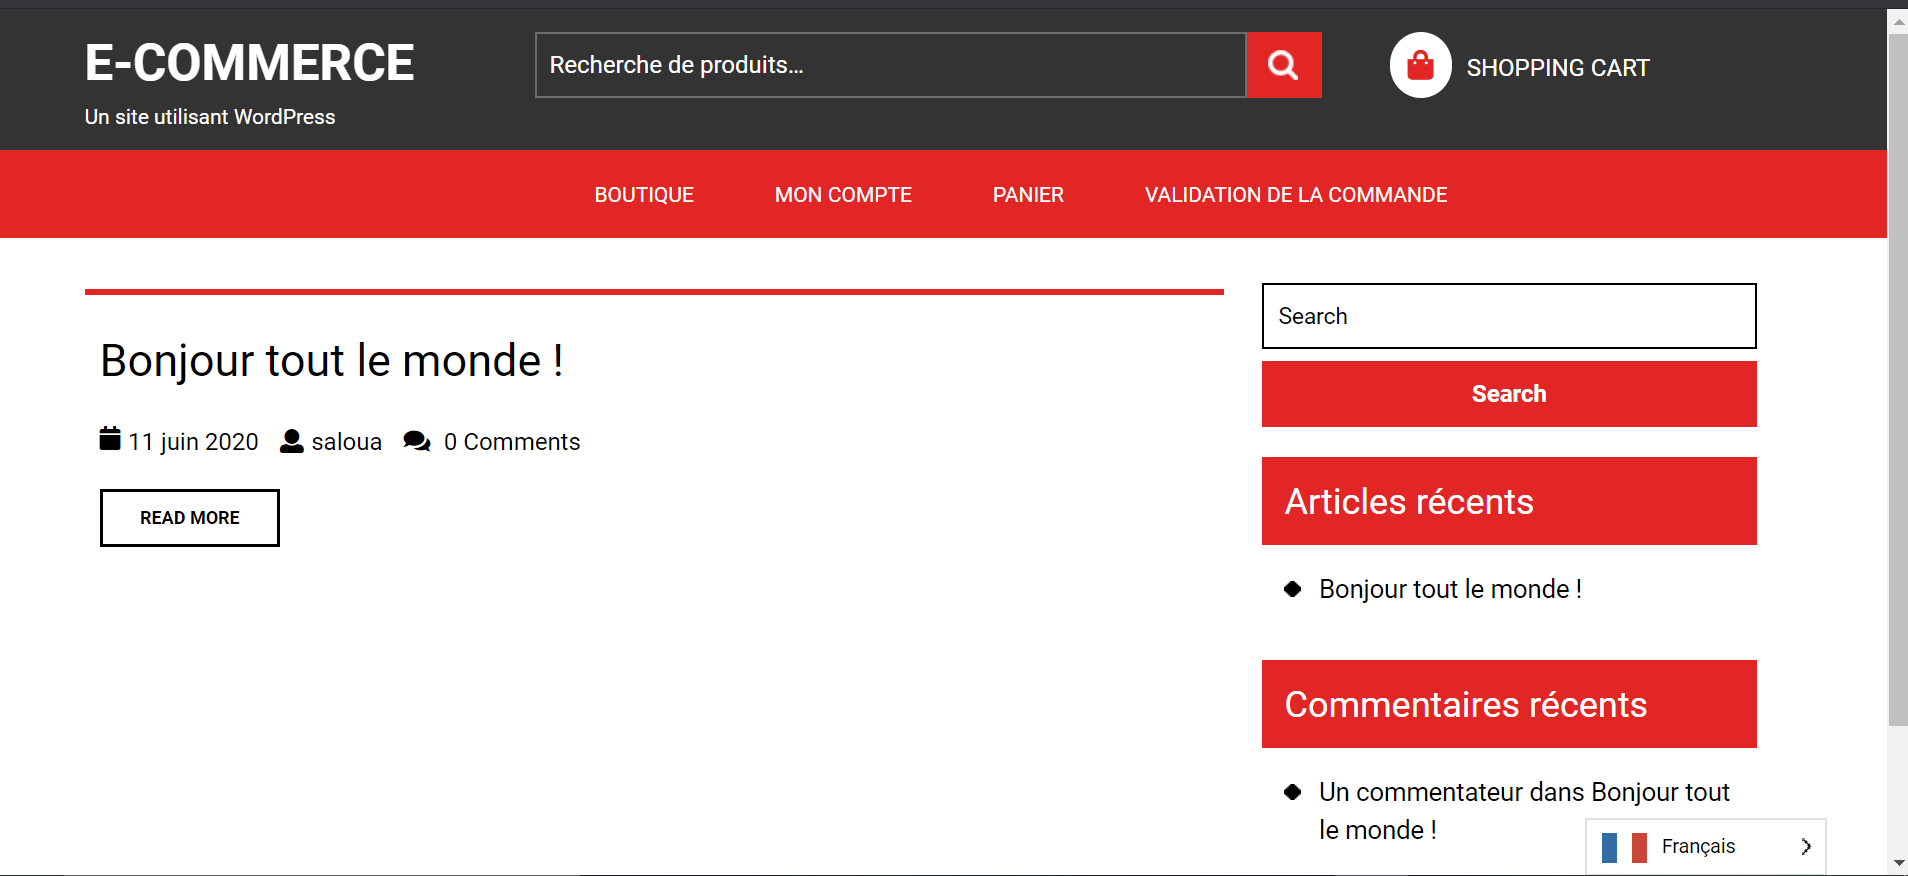 E-COMMERCE
Un site utilisant WordPress
Recherche de produits…
SHOPPING CART
BOUTIQUE MON COMPTE PANIER VALIDATION DE LA COMMANDE
Bonjour tout le monde !
11 juin 2020 saloua 0 Comments
READ MORE
Search
Search
Articles récents
Bonjour tout le monde !
Commentaires récents
Un commentateur dans Bonjour tout
le monde !
Français